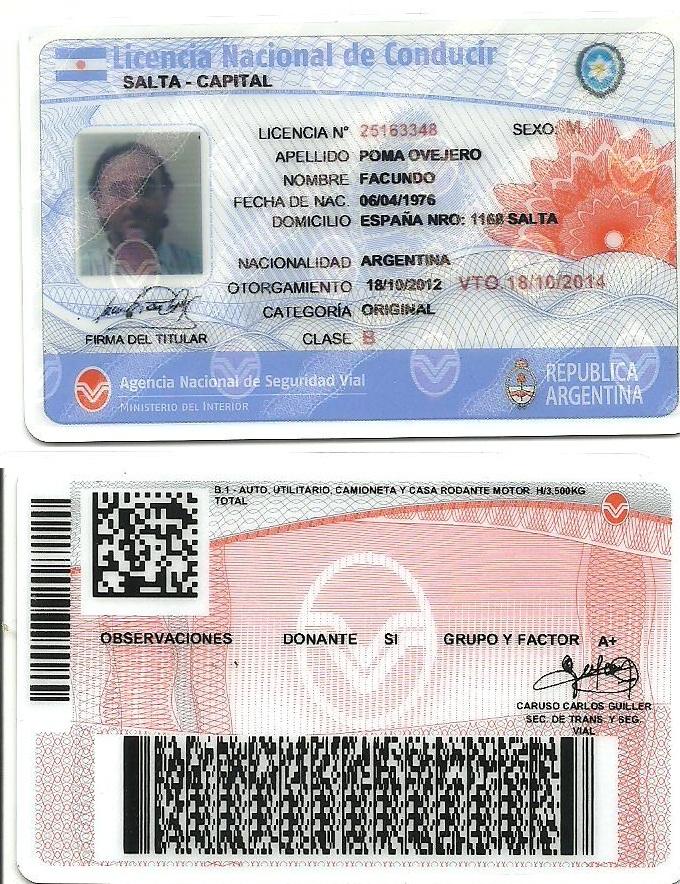 Licencia Nacional de Conducir
SALTA - CAPITAL
LICENCIA N° 25163348 SEXO: M
APELLIDO POMA OVEJERO
NOMBRE FACUNDO
FECHA DE NAC. 06/04/1976
DOMICILIO ESPAÑA NRO: 1168 SALTA
NACIONALIDAD ARGENTINA
OTORGAMIENTO 18/10/2012 VTO 18/10/2014
CATEGORÍA ORIGINAL
FIRMA DEL TITULAR CLASE B
Agencia Nacional de Seguridad Vial
MINISTERIO DEL INTERIOR
REPUBLICA
ARGENTINA
B.1 - AUTO, UTILITARIO, CAMIONETA Y CASA RODANTE MOTOR. H/3,500KG
TOTAL
OBSERVACIONES DONANTE SI GRUPO Y FACTOR A+
CARUSO CARLOS GUILLER
SEC. DE TRANS. Y SEG.
VIAL